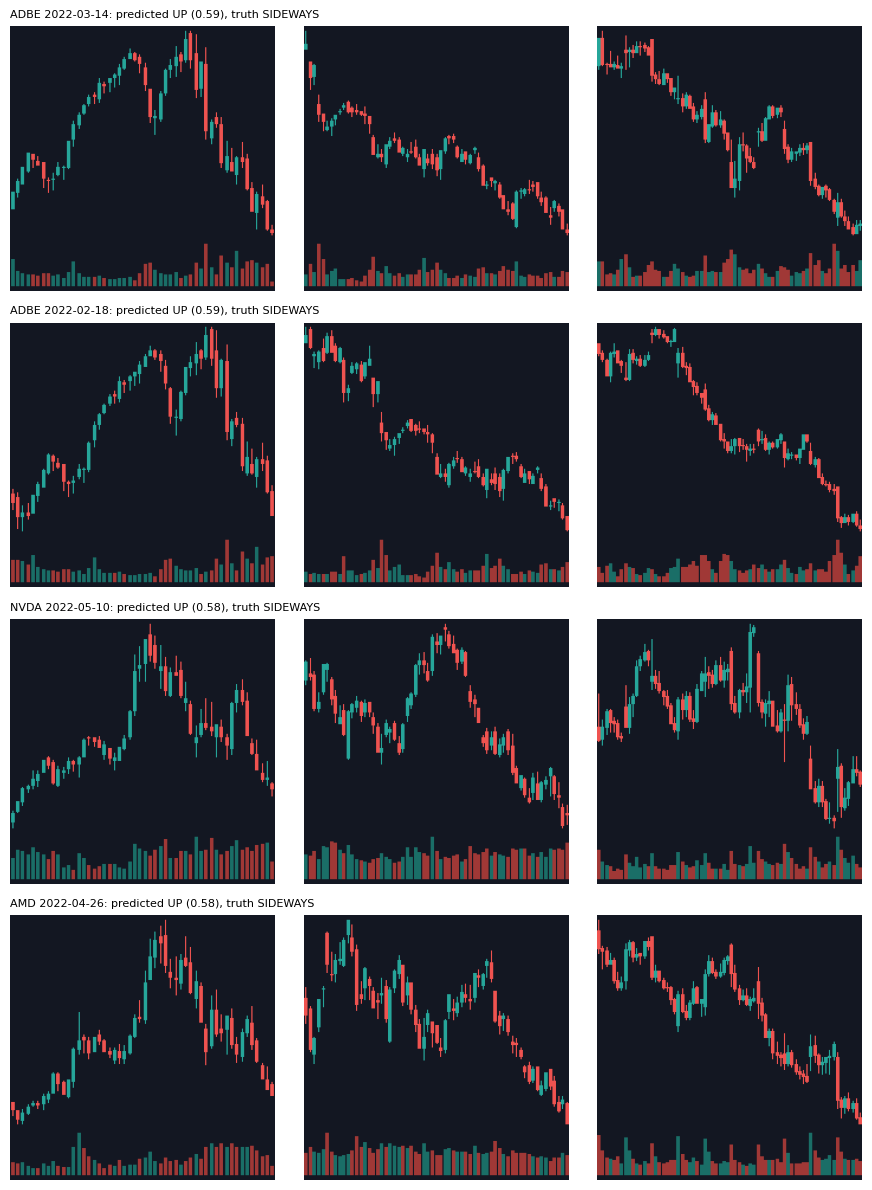 ADBE 2022-03-14: predicted UP (0.59), truth SIDEWAYS
ADBE 2022-02-18: predicted UP (0.59), truth SIDEWAYS
NVDA 2022-05-10: predicted UP (0.58), truth SIDEWAYS
AMD 2022-04-26: predicted UP (0.58), truth SIDEWAYS